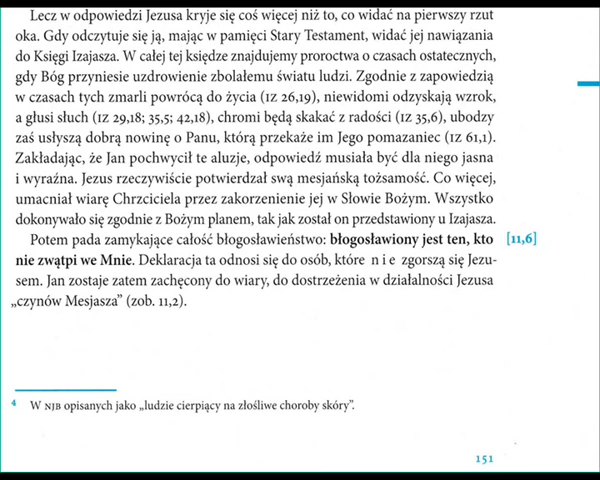 Lecz w odpowiedzi Jezusa kryje się coś więcej niż to, co widać na pierwszy rzut
oka. Gdy odczytuje się ją, mając w pamięci Stary Testament, widać jej nawiązania
do Księgi Izajasza. W całej tej księdze znajdujemy proroctwa o czasach ostatecznych,
gdy Bóg przyniesie uzdrowienie zbolałemu światu ludzi. Zgodnie z zapowiedzią
w czasach tych zmarli powrócą do życia (IZ 26,19), niewidomi odzyskają wzrok,
a głusi słuch (IZ 29,18; 35,5; 42,18), chromi będą skakać z radości (IZ 35,6), ubodzy
zaś usłyszą dobrą nowinę o Panu, którą przekaże im Jego pomazaniec (IZ 61,1).
Zakładając, że Jan pochwycił te aluzje, odpowiedź musiała być dla niego jasna
i wyraźna. Jezus rzeczywiście potwierdzał swą mesjańską tożsamość. Co więcej,
umacniał wiarę Chrzciciela przez zakorzenienie jej w Słowie Bożym. Wszystko
dokonywało się zgodnie z Bożym planem, tak jak został on przedstawiony u Izajasza.
Potem pada zamykające całość błogosławieństwo: błogosławiony jest ten, kto [11,6]
nie zwątpi we Mnie. Deklaracja ta odnosi się do osób, które n i e zgorszą się Jezu-
sem. Jan zostaje zatem zachęcony do wiary, do dostrzeżenia w działalności Jezusa
„czynów Mesjasza” (zob. 11,2).
4 W NJB opisanych jako „ludzie cierpiący na złośliwe choroby skóry”.
151